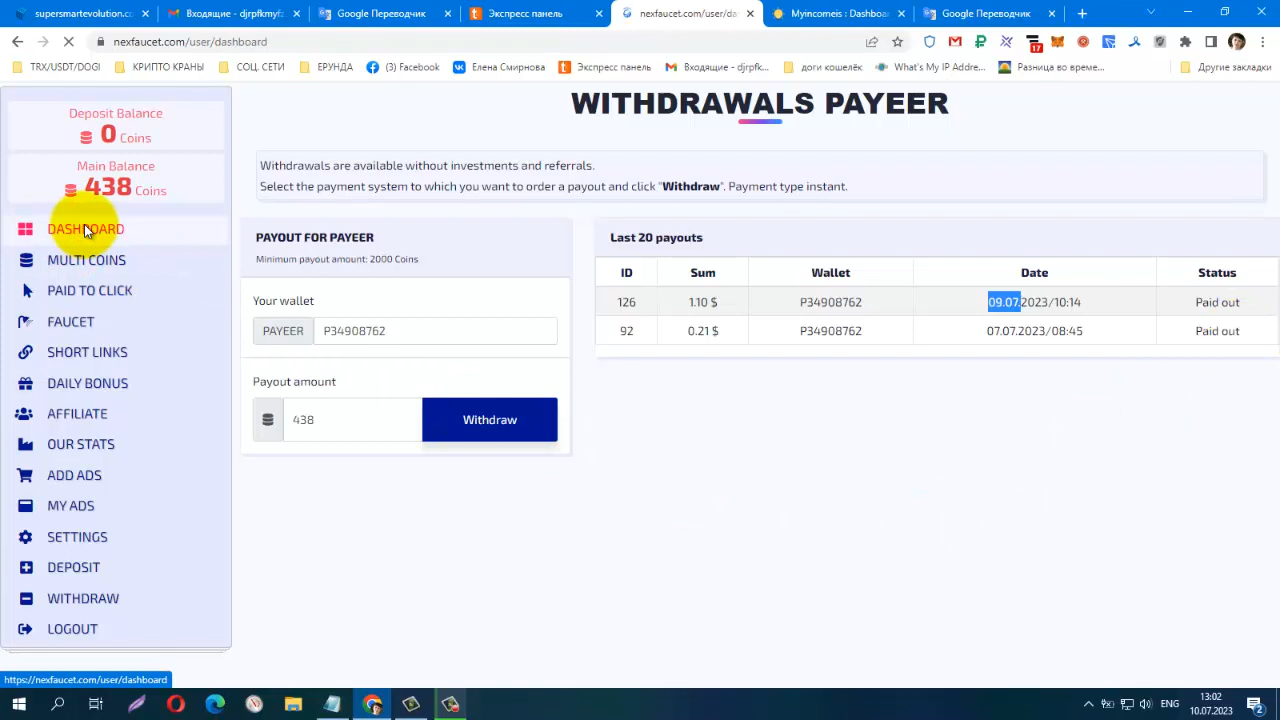 supersmartevolution.co
Входящие - djrpfkmyfz
Google Переводчик
Экспресс панель
nexfaucet.com/user/da
Myincomeis : Dashboa
Google Переводчик
nexfaucet.com/user/dashboard
17
TRX/USDT/DOGI
КРИПТО КРАНЫ
СОЦ. СЕТИ
ЕРУНДА
(3) Facebook
Елена Смирнова
Экспресс панель
Входящие - djrpfk...
доги кошелёк
What's My IP Addre...
Разница во време...
Другие закладки
Deposit Balance
0 Coins
Main Balance
438 Coins
DASHBOARD
MULTI COINS
PAID TO CLICK
FAUCET
SHORT LINKS
DAILY BONUS
AFFILIATE
OUR STATS
ADD ADS
MY ADS
SETTINGS
DEPOSIT
WITHDRAW
LOGOUT
WITHDRAWALS PAYEER
Withdrawals are available without investments and referrals.
Select the payment system to which you want to order a payout and click "Withdraw". Payment type instant.
PAYOUT FOR PAYEER
Minimum payout amount: 2000 Coins
Your wallet
PAYEER P34908762
Payout amount
438 Withdraw
Last 20 payouts
ID Sum Wallet Date Status
126 1.10 $ P34908762 09.07.2023/10:14 Paid out
92 0.21 $ P34908762 07.07.2023/08:45 Paid out
https://nexfaucet.com/user/dashboard
ENG
13:02
10.07.2023
2